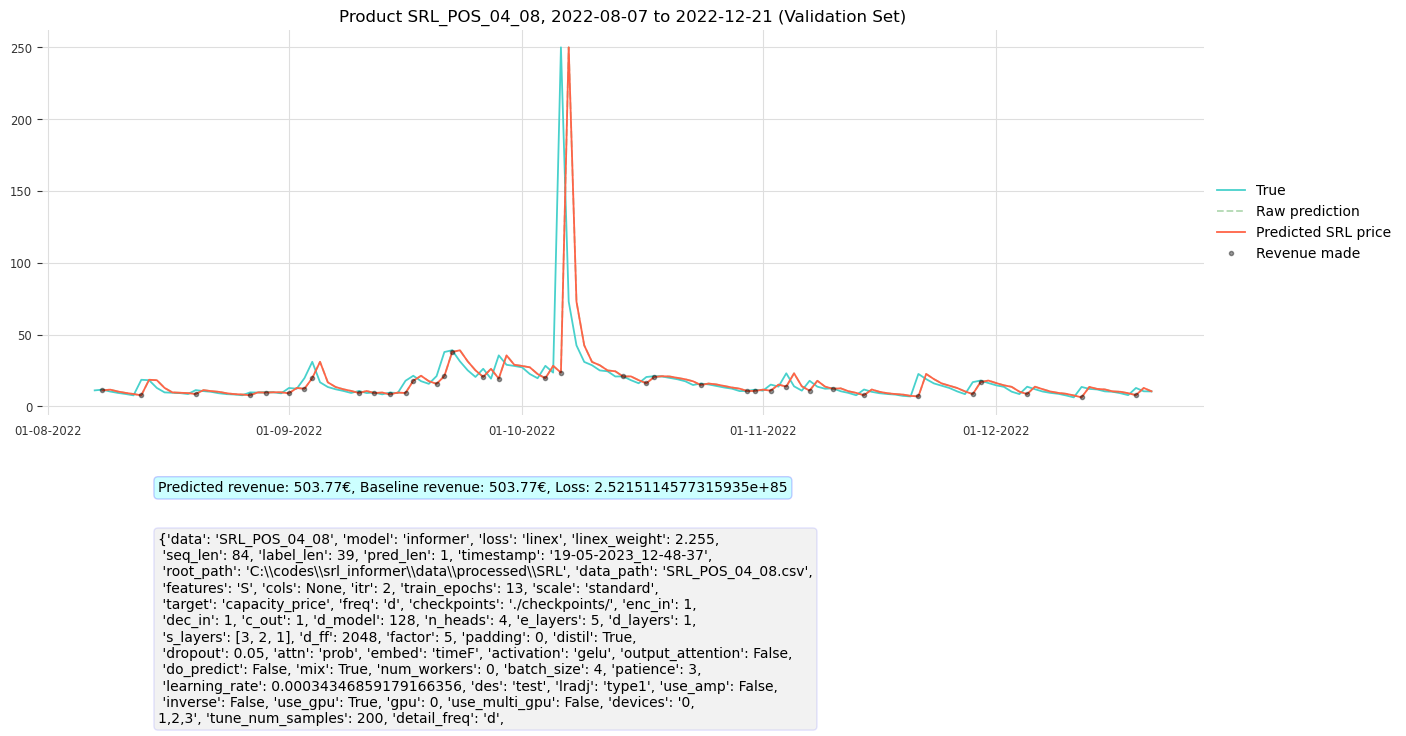 Product SRL_POS_04_08, 2022-08-07 to 2022-12-21 (Validation Set)
250
200
150
100
50
0
01-08-2022
01-09-2022
01-10-2022
01-11-2022
01-12-2022
True
Raw prediction
Predicted SRL price
Revenue made
Predicted revenue: 503.77€, Baseline revenue: 503.77€, Loss: 2.5215114577315935e+85
{'data': 'SRL_POS_04_08', 'model': 'informer', 'loss': 'linex', 'linex_weight': 2.255,
'seq_len': 84, 'label_len': 39, 'pred_len': 1, 'timestamp': '19-05-2023_12-48-37',
'root_path': 'C:\\codes\\srl_informer\\data\\processed\\SRL', 'data_path': 'SRL_POS_04_08.csv',
'features': 'S', 'cols': None, 'itr': 2, 'train_epochs': 13, 'scale': 'standard',
'target': 'capacity_price', 'freq': 'd', 'checkpoints': './checkpoints/', 'enc_in': 1,
'dec_in': 1, 'c_out': 1, 'd_model': 128, 'n_heads': 4, 'e_layers': 5, 'd_layers': 1,
's_layers': [3, 2, 1], 'd_ff': 2048, 'factor': 5, 'padding': 0, 'distil': True,
'dropout': 0.05, 'attn': 'prob', 'embed': 'timeF', 'activation': 'gelu', 'output_attention': False,
'do_predict': False, 'mix': True, 'num_workers': 0, 'batch_size': 4, 'patience': 3,
'learning_rate': 0.00034346859179166356, 'des': 'test', 'lradj': 'type1', 'use_amp': False,
'inverse': False, 'use_gpu': True, 'gpu': 0, 'use_multi_gpu': False, 'devices': '0,
1,2,3', 'tune_num_samples': 200, 'detail_freq': 'd',